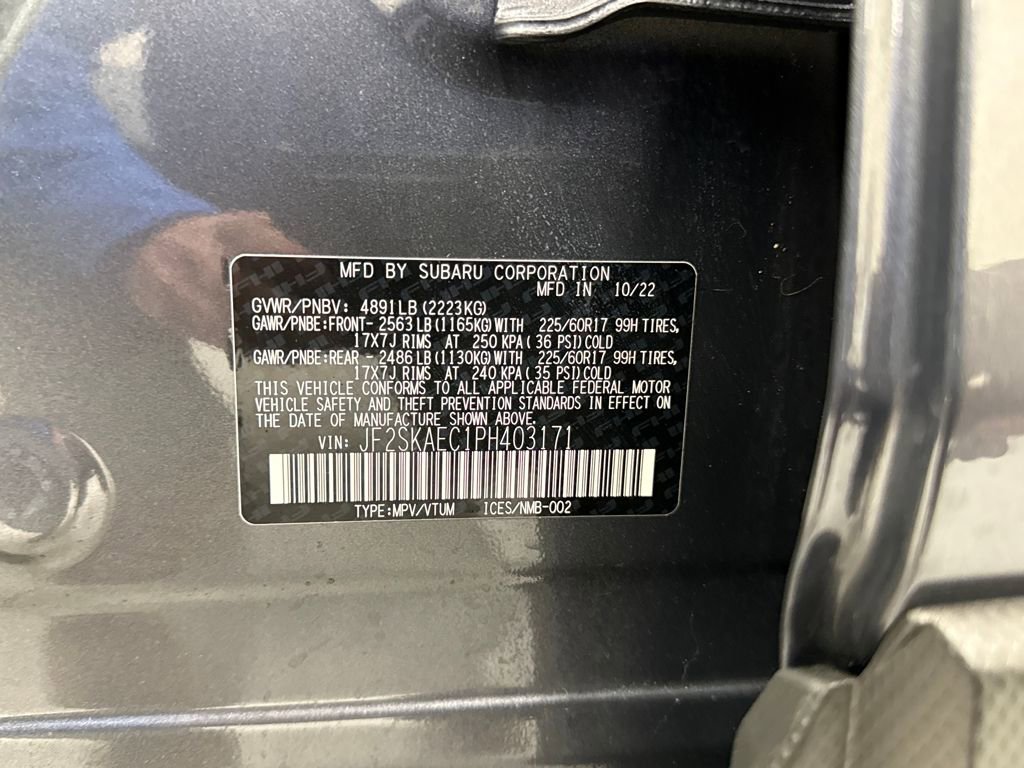 MFD BY SUBARU CORPORATION
MFD IN 10/22
GVWR/PNBV: 4891LB(2223KG)
GAWR/PNBE:FRONT- 2563LB(1165KG)WITH 225/60R17 99H TIRES,
17X7J RIMS AT 250 KPA( 36 PSI)COLD
GAWR/PNBE:REAR - 2486LB(1130KG)WITH 225/60R17 99H TIRES,
17X7J RIMS AT 240 KPA( 35 PSI)COLD
THIS VEHICLE CONFORMS TO ALL APPLICABLE FEDERAL MOTOR
VEHICLE SAFETY AND THEFT PREVENTION STANDARDS IN EFFECT ON
THE DATE OF MANUFACTURE SHOWN ABOVE.
VIN: JF2SKAEC1PH403171
TYPE:MPV/VTUM ICES/NMB-002